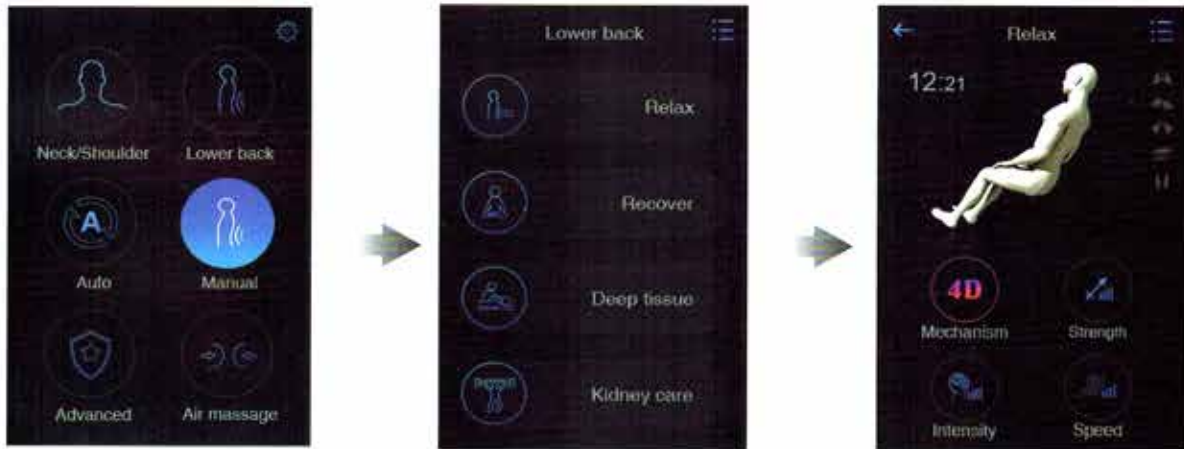 Neck/Shoulder
Lower back
A
Auto
Manual
Advanced
Air massage
Lower back
Relax
Recover
Deep tissue
Kidney care
Relax
12:21
4D
Mechanism
Strength
Intensity
Speed